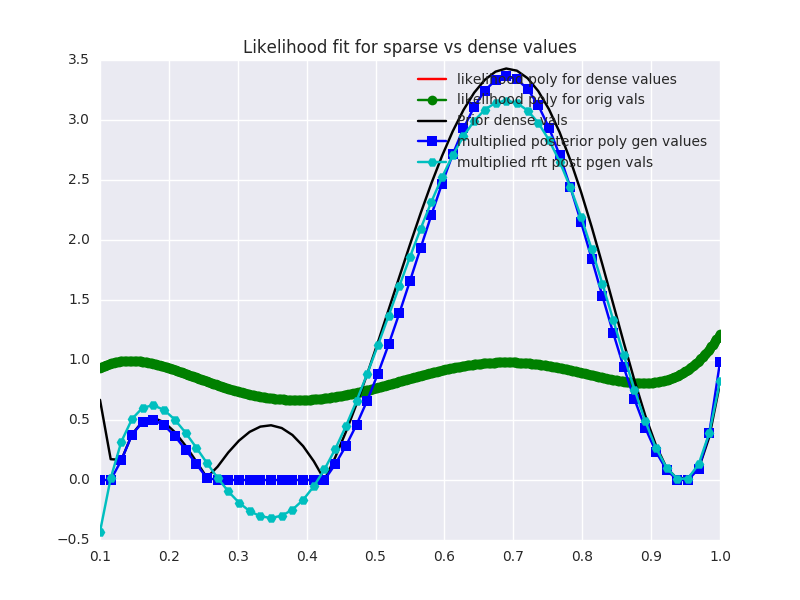 Likelihood fit for sparse vs dense values
3.5
3.0
2.5
2.0
1.5
1.0
0.5
0.0
−0.5
likelihood poly for dense values
likelihood poly for orig vals
Prior dense vals
multiplied posterior poly gen values
multiplied rft post pgen vals
0.1 0.2 0.3 0.4 0.5 0.6 0.7 0.8 0.9 1.0